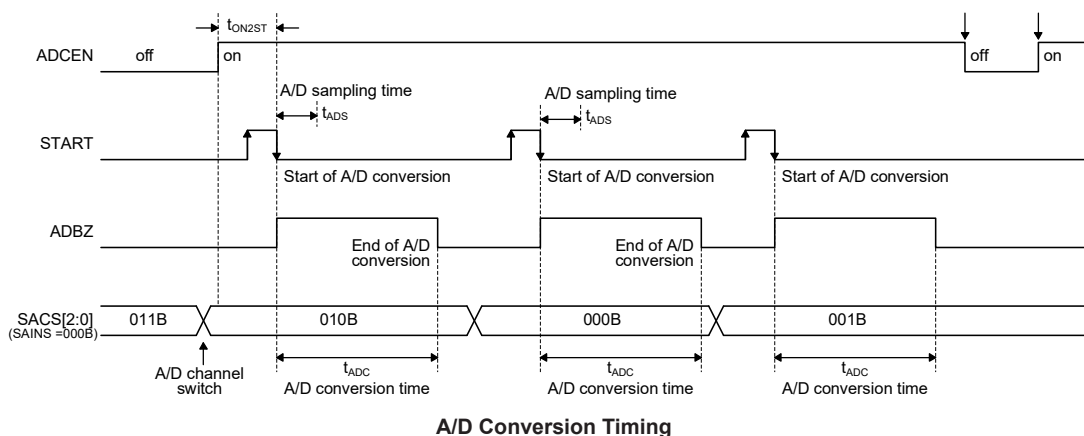 tON2ST
ADCEN
off
on
off
on
A/D sampling time
tADS
A/D sampling time
tADS
START
Start of A/D conversion
Start of A/D conversion
Start of A/D conversion
ADBZ
End of A/D
conversion
End of A/D
conversion
SACS[2:0]
(SAINS =000B)
011B
010B
000B
001B
A/D channel
switch
tADC
A/D conversion time
tADC
A/D conversion time
tADC
A/D conversion time
A/D Conversion Timing